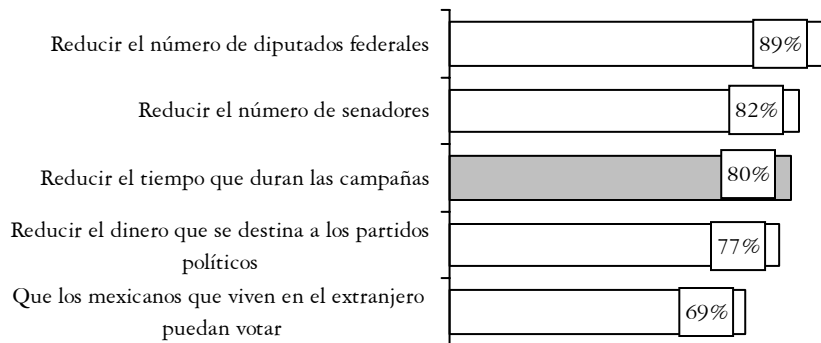 Reducir el número de diputados federales
89%
Reducir el número de senadores
82%
Reducir el tiempo que duran las campañas
80%
Reducir el dinero que se destina a los partidos
políticos
77%
Que los mexicanos que viven en el extranjero
puedan votar
69%